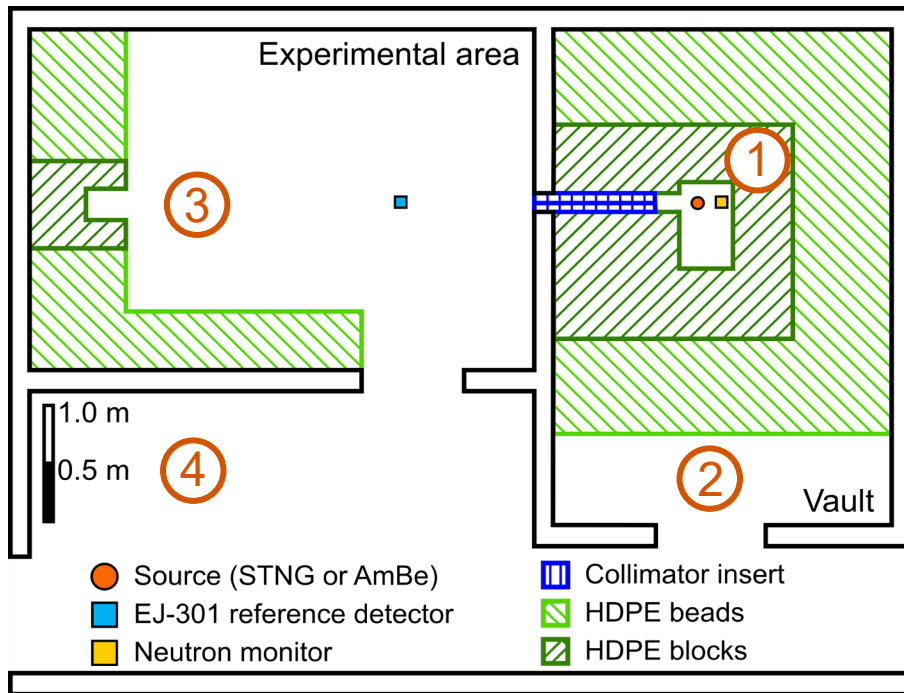 Experimental area
1
3
1.0 m
0.5 m
4
2
Vault
Source (STNG or AmBe)
EJ-301 reference detector
Neutron monitor
Collimator insert
HDPE beads
HDPE blocks